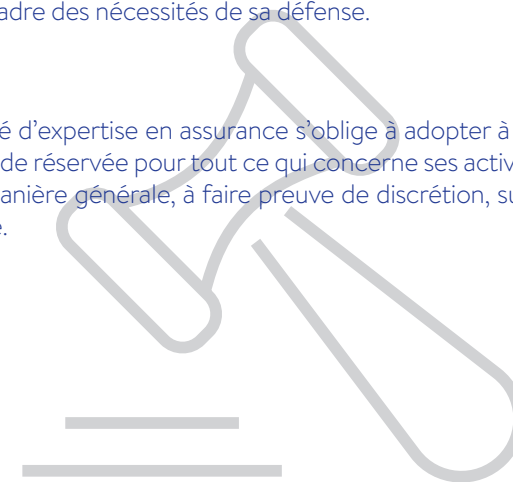 adre des nécessités de sa défense.
é d'expertise en assurance s'oblige à adopter à
de réservée pour tout ce qui concerne ses activ
anière générale, à faire preuve de discrétion, su
.